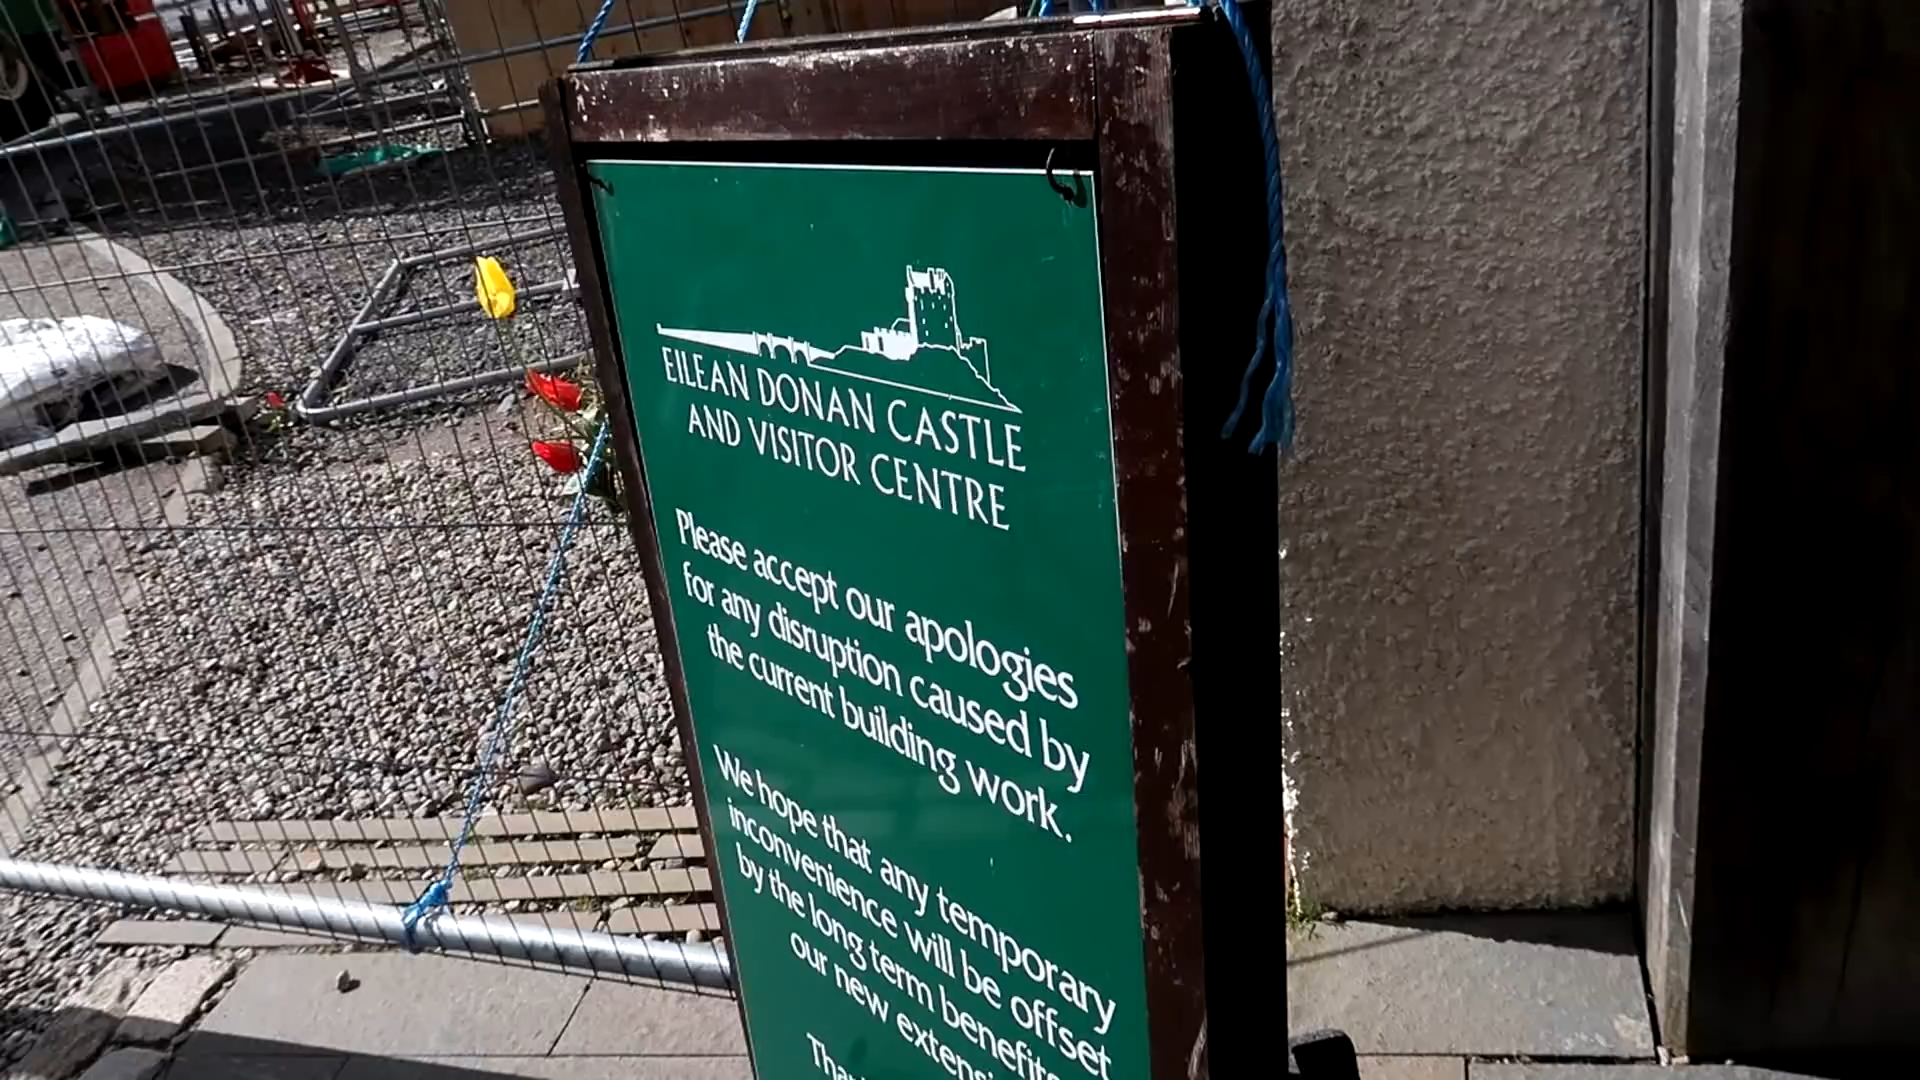 EILEAN DONAN CASTLE
AND VISITOR CENTRE
Please accept our apologies
for any disruption caused by
the current building work.
We hope that any temporary
inconvenience will be offset
by the long term benefits
our new